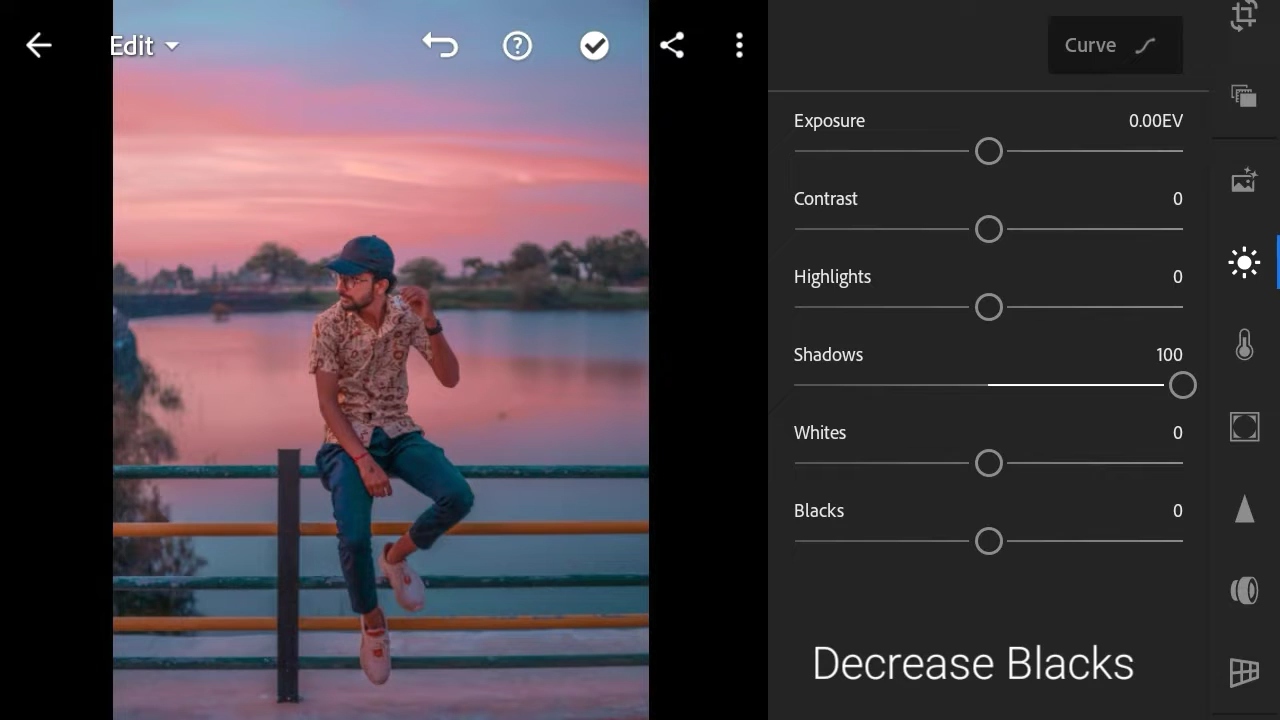 Edit
Curve
Exposure 0.00EV
Contrast 0
Highlights 0
Shadows 100
Whites 0
Blacks 0
Decrease Blacks